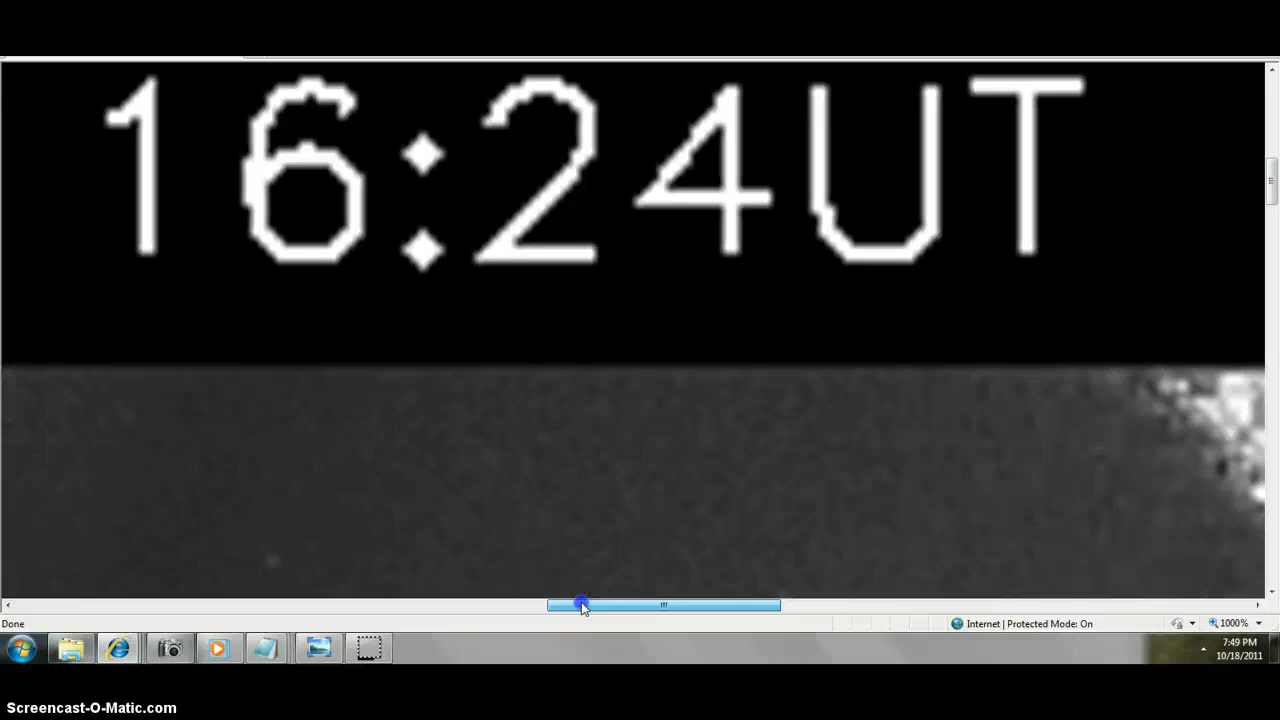 16:24UT
Done
Internet | Protected Mode: On
1000%
7:49 PM
10/18/2011
Screencast-O-Matic.com